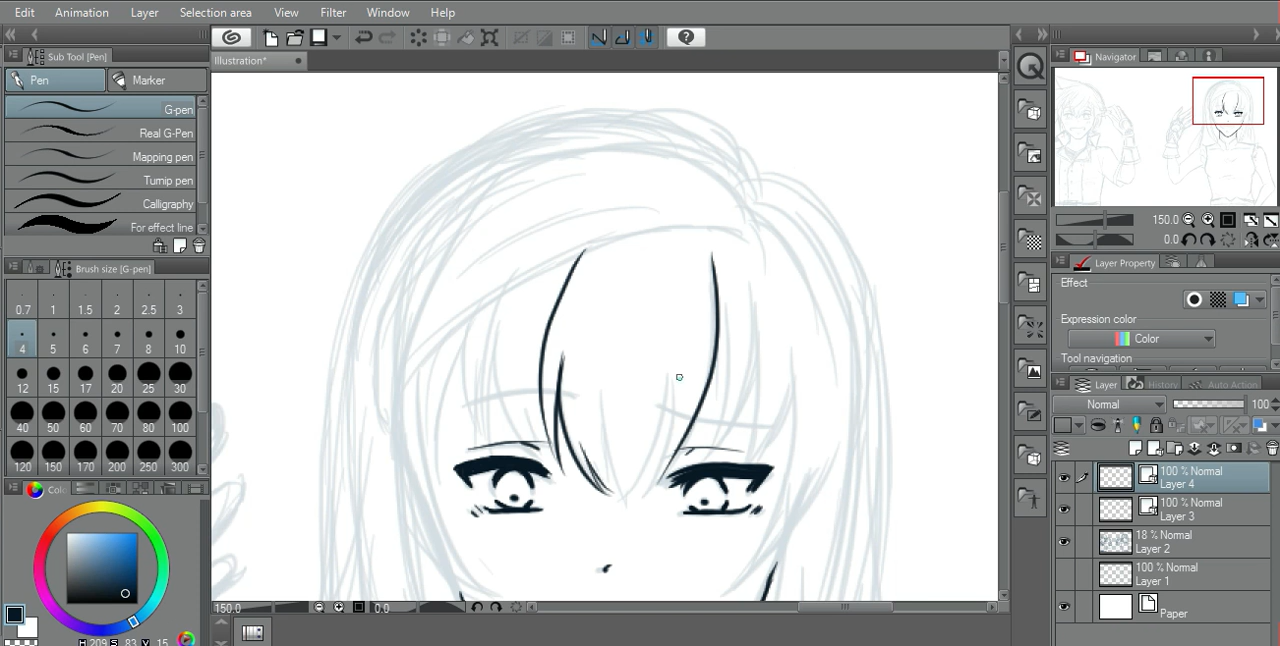 Edit Animation Layer Selection area View Filter Window Help
Sub Tool [Pen]
Pen Marker
G-pen
Real G-Pen
Mapping pen
Turnip pen
Calligraphy
For effect line
Brush size [G-pen]
0.7 1 1.5 2 2.5 3
4 5 6 7 8 10
12 15 17 20 25 30
40 50 60 70 80 100
120 150 170 200 250 300
Colo
H 209 S 83 V 15
Illustration*
150.0 0.0
Navigator
150.0
0.0
Layer Property
Effect
Expression color
Color
Tool navigation
Layer History Auto Action
Normal 100
100 % Normal
Layer 4
100 % Normal
Layer 3
18 % Normal
Layer 2
100 % Normal
Layer 1
Paper